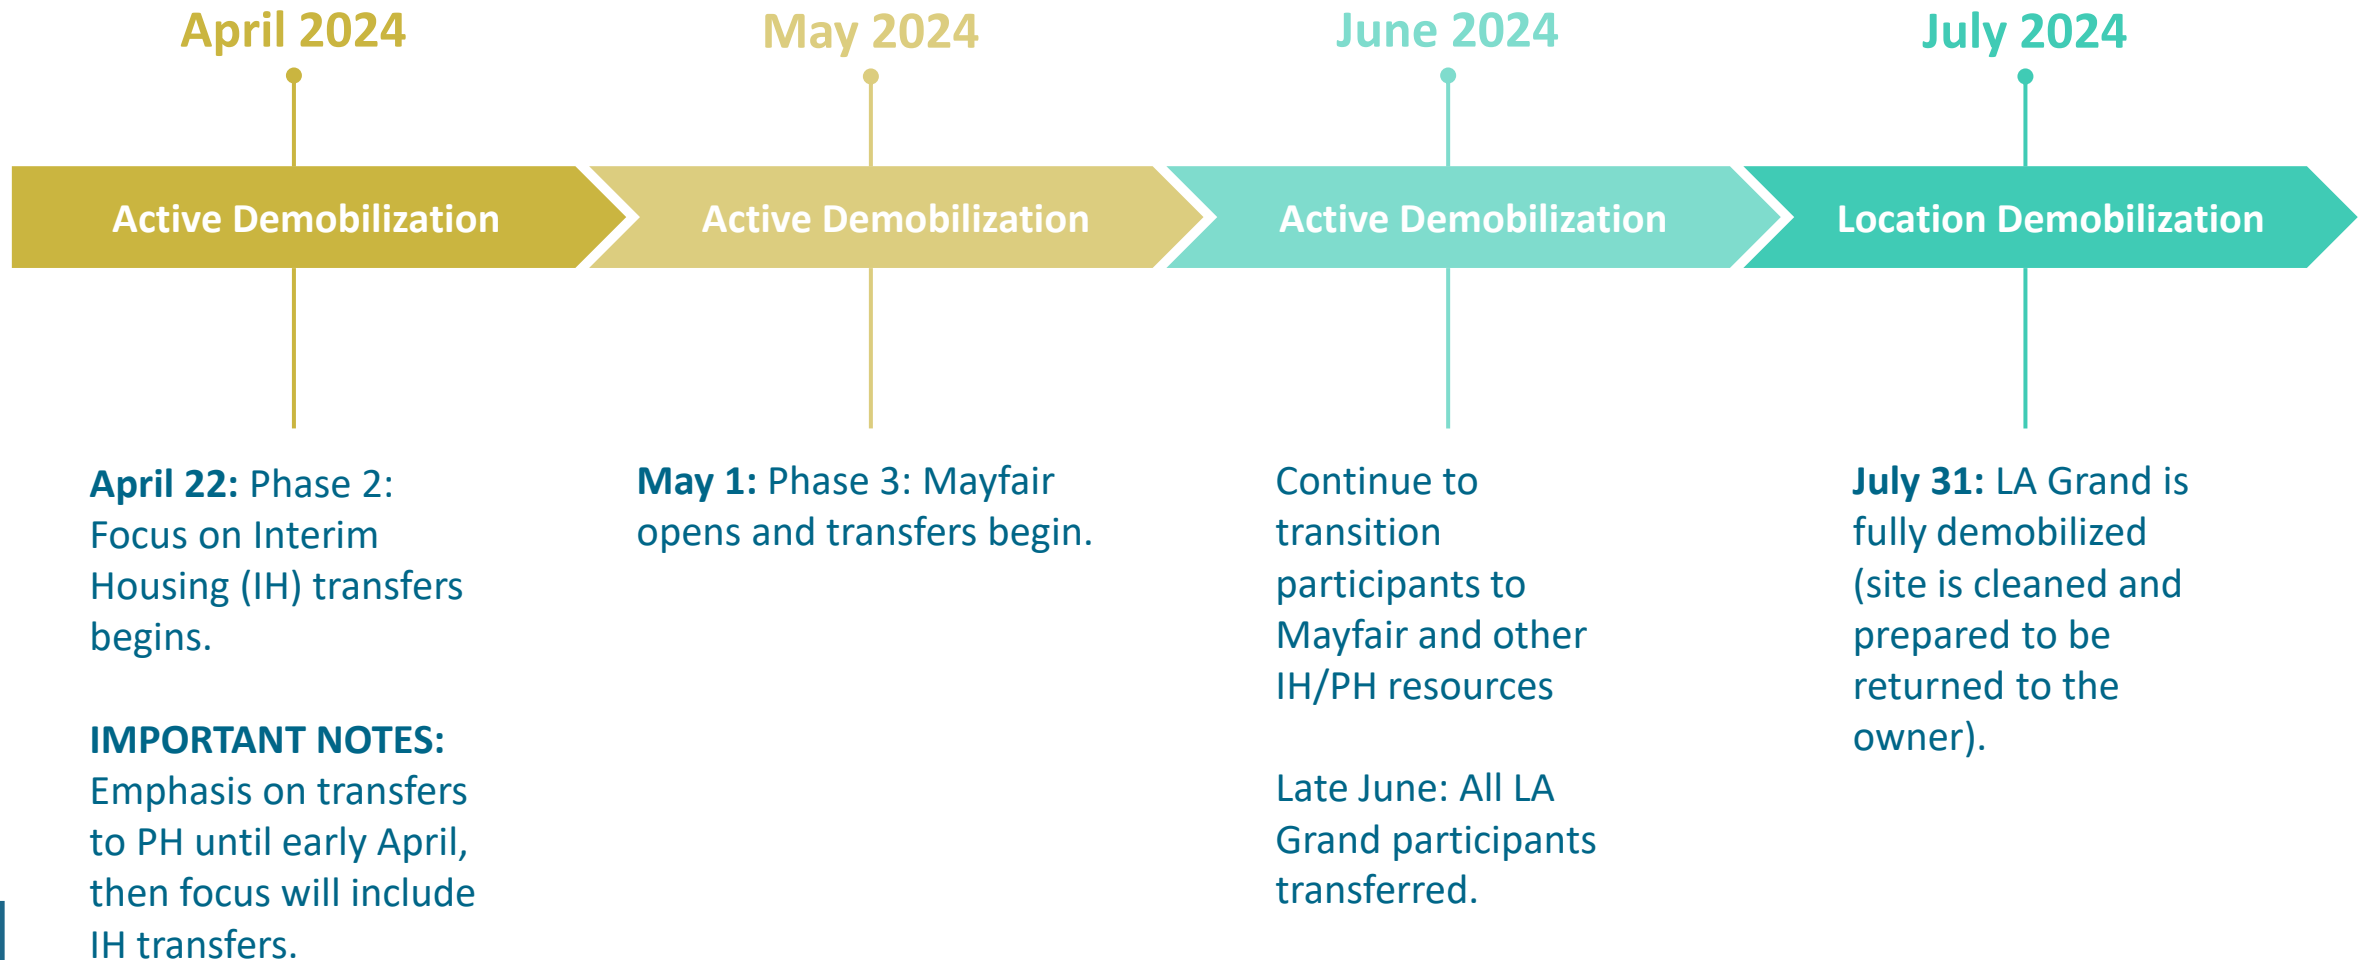 April 2024
May 2024
June 2024
July 2024
Active Demobilization
Active Demobilization
Active Demobilization
Location Demobilization
April 22: Phase 2:
Focus on Interim
Housing (IH) transfers
begins.
IMPORTANT NOTES:
Emphasis on transfers
to PH until early April,
then focus will include
IH transfers.
May 1: Phase 3: Mayfair
opens and transfers begin.
Continue to
transition
participants to
Mayfair and other
IH/PH resources
Late June: All LA
Grand participants
transferred.
July 31: LA Grand is
fully demobilized
(site is cleaned and
prepared to be
returned to the
owner).